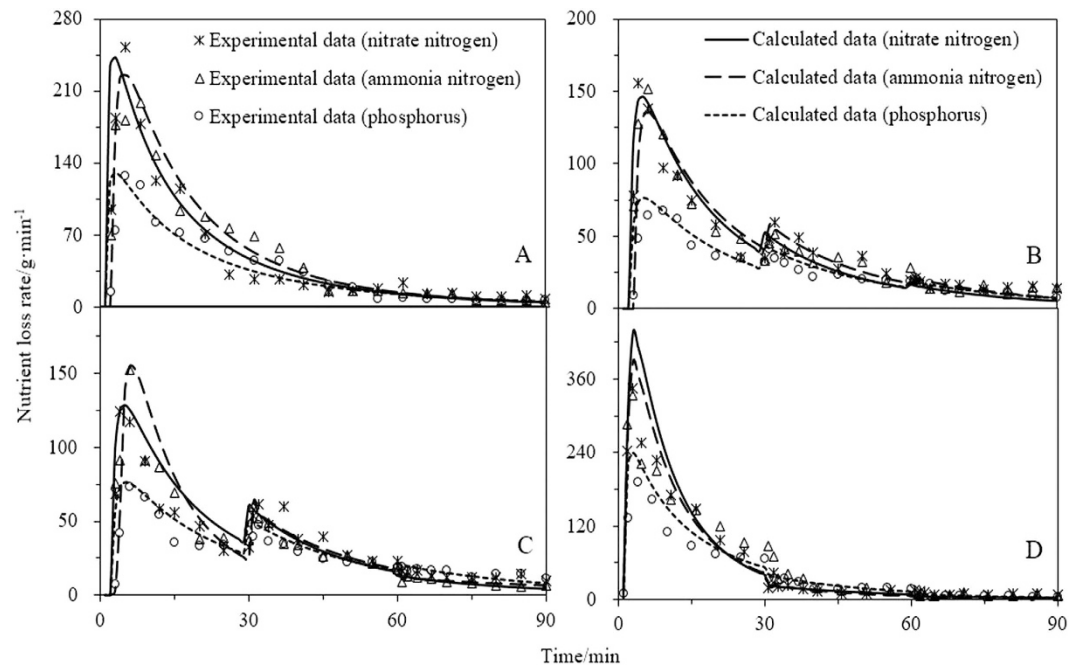 280
210
140
70
0
Experimental data (nitrate nitrogen)
Experimental data (ammonia nitrogen)
Experimental data (phosphorus)
A
200
150
100
50
0
Calculated data (nitrate nitrogen)
Calculated data (ammonia nitrogen)
Calculated data (phosphorus)
B
Nutrient loss rate/g·min⁻¹
150
100
50
0
C
0 30 60 90
360
240
120
0
D
0 30 60 90
Time/min